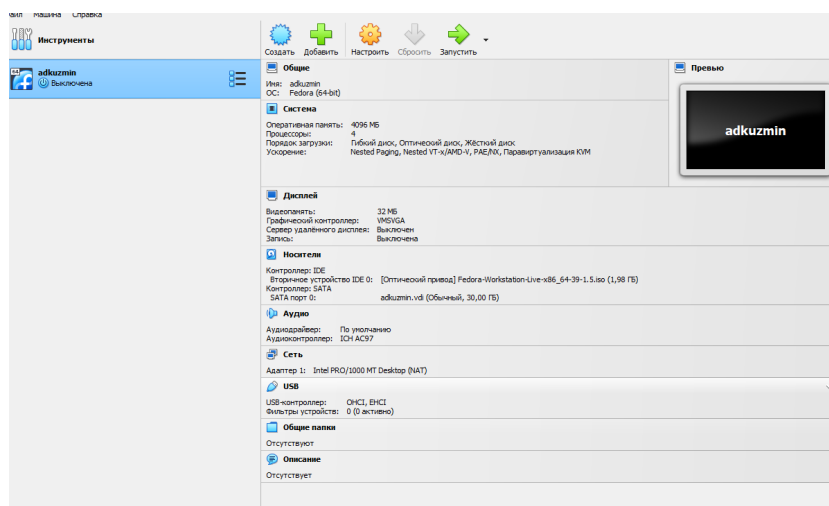 Файл Машина Справка
Инструменты
Создать Добавить Настроить Сбросить Запустить
64
adkuzmin
Выключена
Общие
Имя: adkuzmin
ОС: Fedora (64-bit)
Система
Оперативная память: 4096 МБ
Процессоры: 4
Порядок загрузки: Гибкий диск, Оптический диск, Жёсткий диск
Ускорение: Nested Paging, Nested VT-x/AMD-V, PAE/NX, Паравиртуализация KVM
Превью
adkuzmin
Дисплей
Видеопамять: 32 МБ
Графический контроллер: VMSVGA
Сервер удалённого дисплея: Выключен
Запись: Выключена
Носители
Контроллер: IDE
Вторичное устройство IDE 0: [Оптический привод] Fedora-Workstation-Live-x86_64-39-1.5.iso (1,98 ГБ)
Контроллер: SATA
SATA порт 0: adkuzmin.vdi (Обычный, 30,00 ГБ)
Аудио
Аудиодрайвер: По умолчанию
Аудиоконтроллер: ICH AC97
Сеть
Адаптер 1: Intel PRO/1000 MT Desktop (NAT)
USB
USB-контроллер: OHCI, EHCI
Фильтры устройств: 0 (0 активно)
Общие папки
Отсутствуют
Описание
Отсутствует